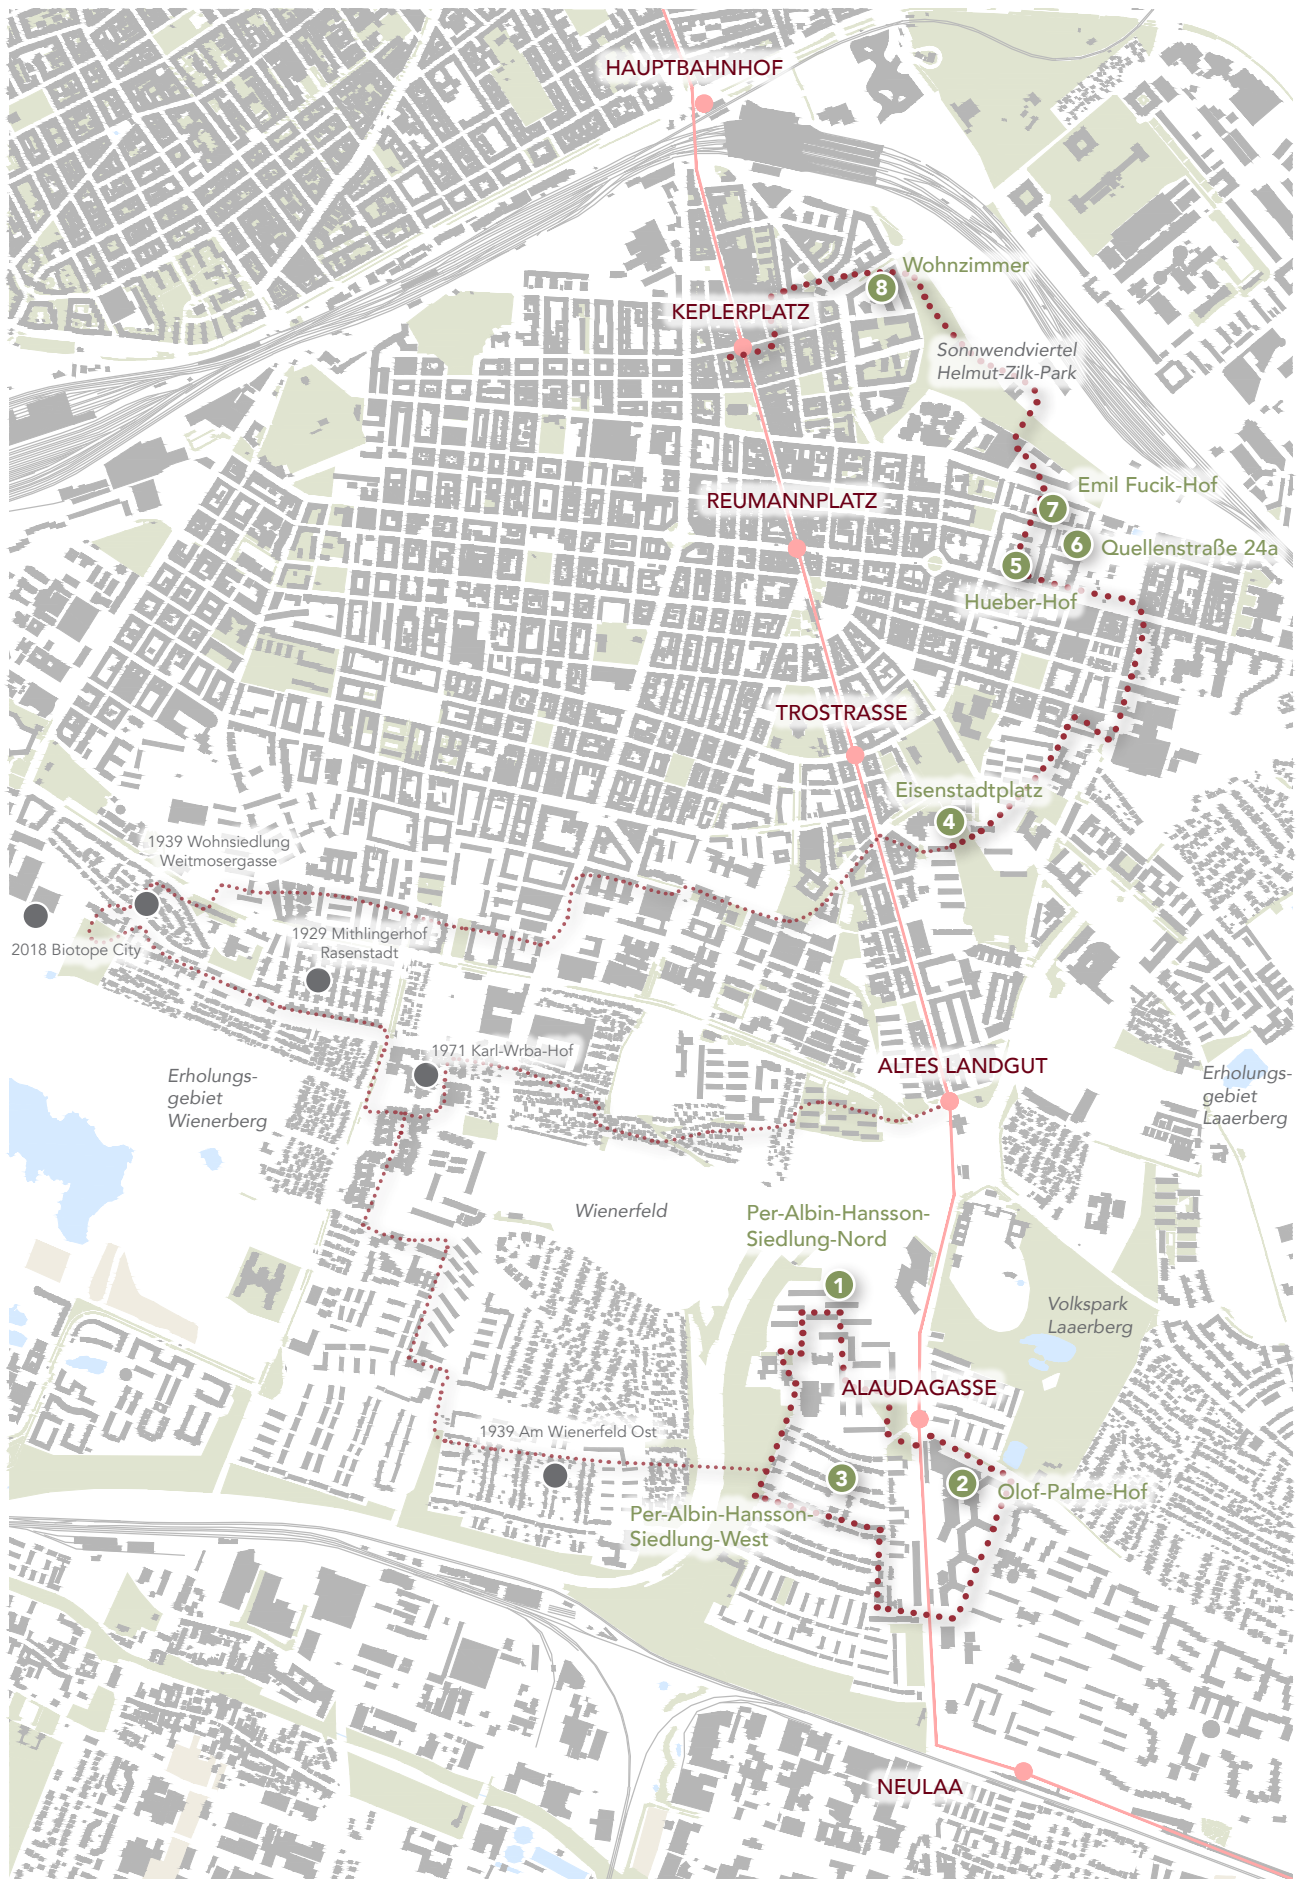 HAUPTBAHNHOF
Wohnzimmer
8
KEPLERPLATZ
Sonnwendviertel
Helmut-Zilk-Park
Emil Fucik-Hof
REUMANNPLATZ
7
6
Quellenstraße 24a
5
Hueber-Hof
TROSTRASSE
Eisenstadtplatz
4
1939 Wohnsiedlung
Weitmosergasse
1929 Mithlingerhof
Rasenstadt
2018 Biotope City
1971 Karl-Wrba-Hof
ALTES LANDGUT
Erholungs-
gebiet
Wienerberg
Erholungs-
gebiet
Laaerberg
Wienerfeld
Per-Albin-Hansson-
Siedlung-Nord
1
Volkspark
Laaerberg
ALAUDAGASSE
1939 Am Wienerfeld Ost
3
2
Olof-Palme-Hof
Per-Albin-Hansson-
Siedlung-West
NEULAA